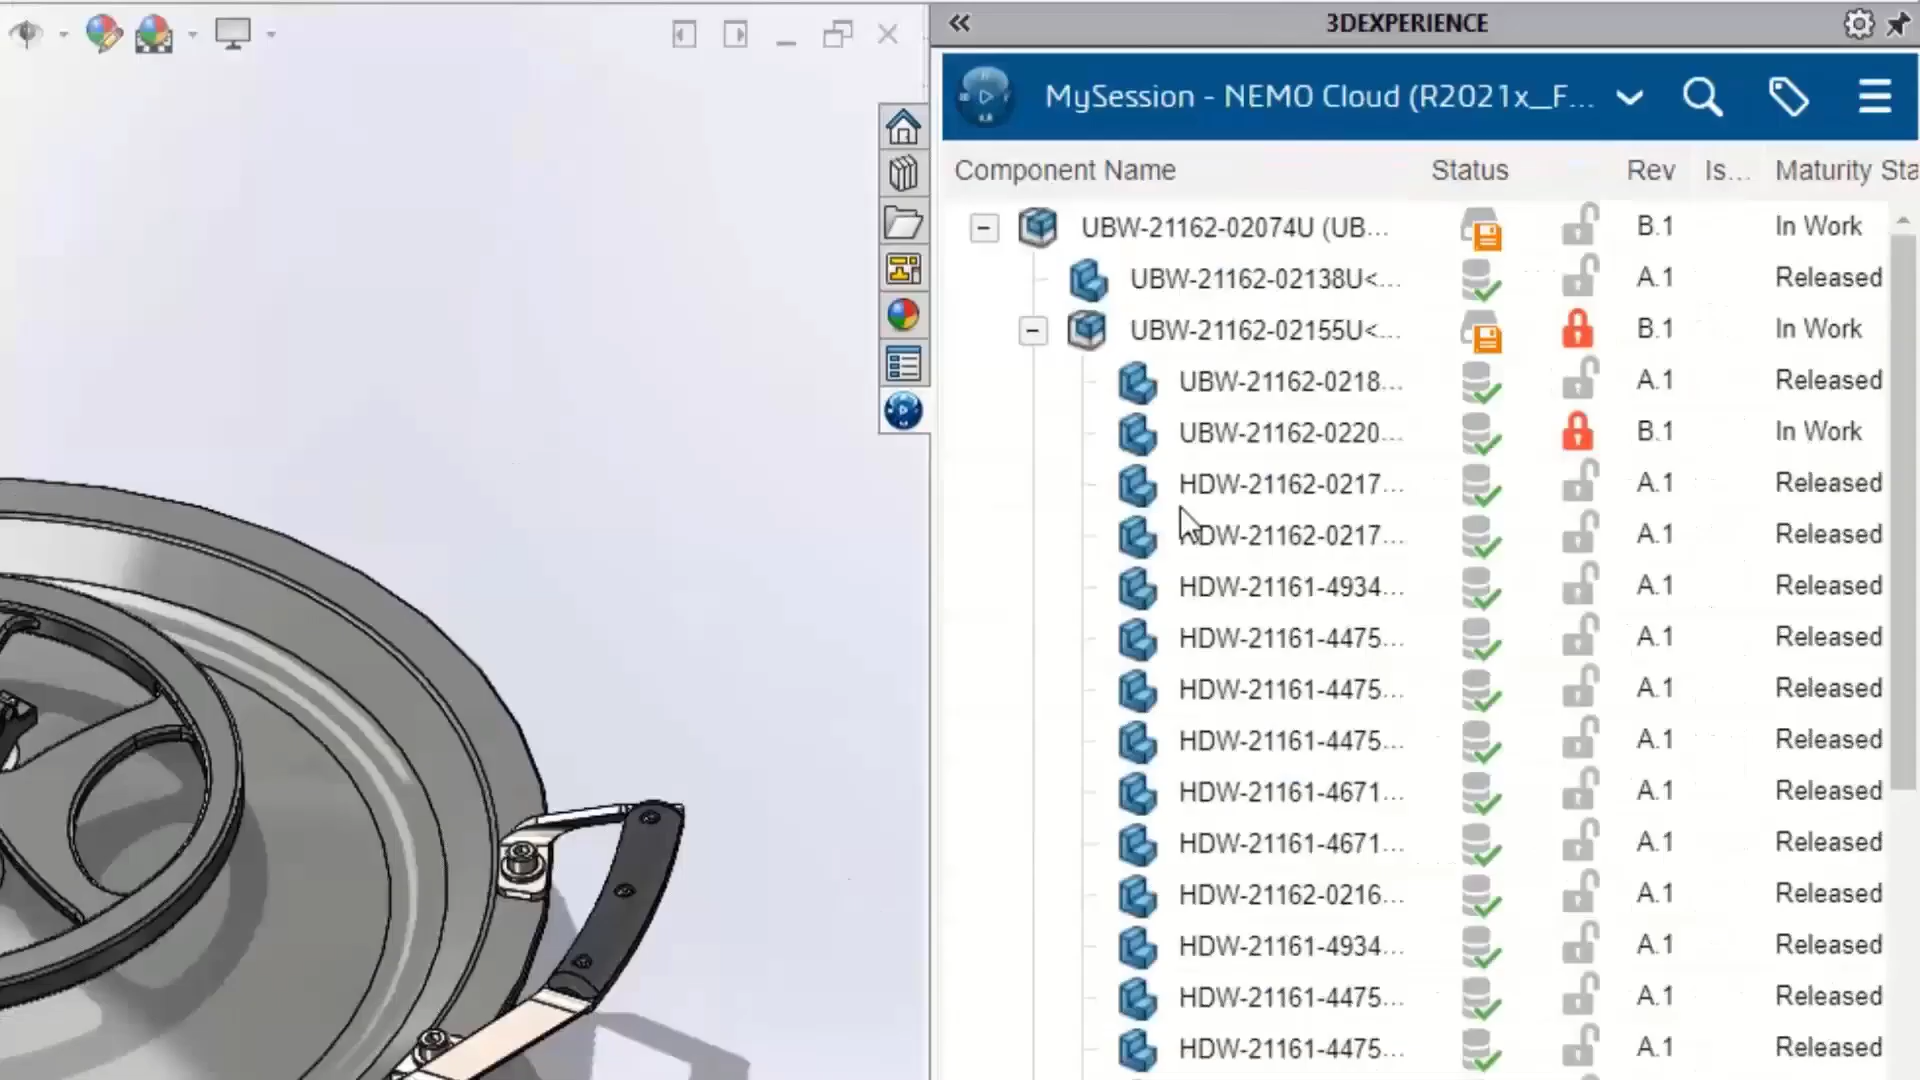 3DEXPERIENCE
MySession - NEMO Cloud (R2021x_F...
Component Name Status Rev Is... Maturity Sta
UBW-21162-02074U (UB... B.1 In Work
UBW-21162-02138U<... A.1 Released
UBW-21162-02155U<... B.1 In Work
UBW-21162-0218... A.1 Released
UBW-21162-0220... B.1 In Work
HDW-21162-0217... A.1 Released
HDW-21162-0217... A.1 Released
HDW-21161-4934... A.1 Released
HDW-21161-4475... A.1 Released
HDW-21161-4475... A.1 Released
HDW-21161-4475... A.1 Released
HDW-21161-4671... A.1 Released
HDW-21161-4671... A.1 Released
HDW-21162-0216... A.1 Released
HDW-21161-4934... A.1 Released
HDW-21161-4475... A.1 Released
HDW-21161-4475... A.1 Released